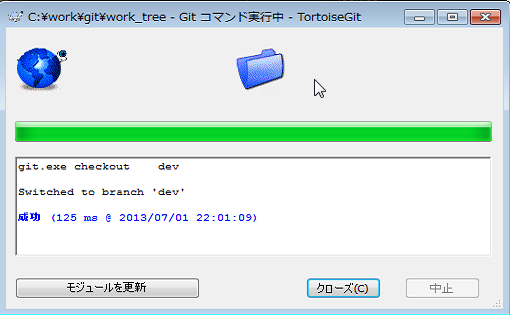 C:¥work¥git¥work_tree - Git コマンド実行中 - TortoiseGit
git.exe checkout    dev
Switched to branch 'dev'
成功 (125 ms @ 2013/07/01 22:01:09)
モジュールを更新 クローズ(C) 中止